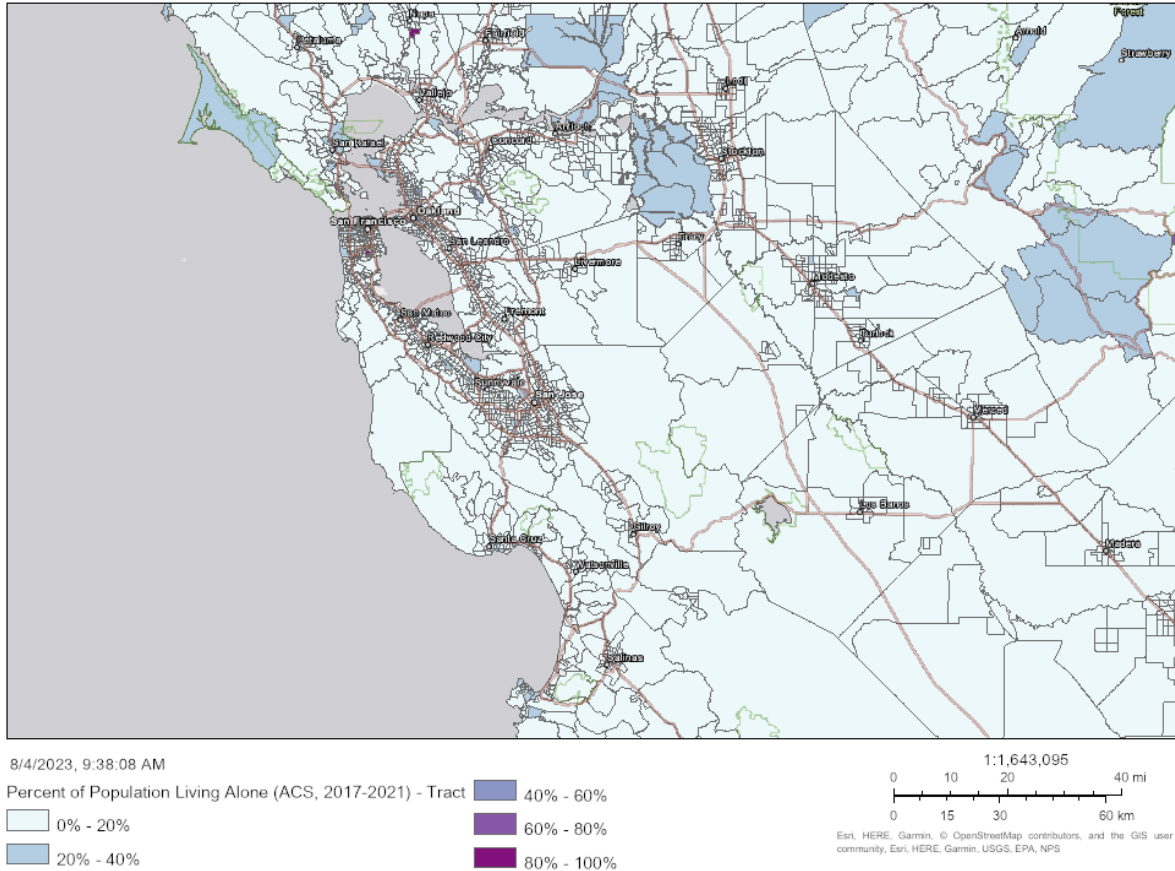 Napa
Forest
Arnold
Petaluma
Fairfield
Strawberry
Lodi
Vallejo
Antioch
San Rafael
Concord
Stockton
Oakland
San Francisco
San Leandro
Tracy
Livermore
Modesto
San Mateo
Fremont
Turlock
Redwood City
Sunnyvale
San Jose
Merced
Los Banos
Gilroy
Santa Cruz
Madera
Watsonville
Salinas
8/4/2023, 9:38:08 AM
Percent of Population Living Alone (ACS, 2017-2021) - Tract
0% - 20%
20% - 40%
40% - 60%
60% - 80%
80% - 100%
1:1,643,095
0 10 20 40 mi
0 15 30 60 km
Esri, HERE, Garmin, © OpenStreetMap contributors, and the GIS user
community, Esri, HERE, Garmin, USGS, EPA, NPS